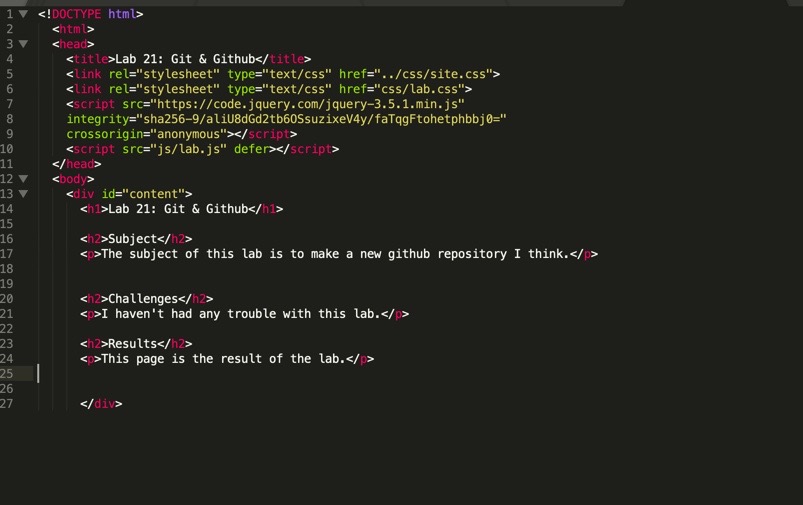 1 <!DOCTYPE html>
2 <html>
3 <head>
4 <title>Lab 21: Git & Github</title>
5 <link rel="stylesheet" type="text/css" href="../css/site.css">
6 <link rel="stylesheet" type="text/css" href="css/lab.css">
7 <script src="https://code.jquery.com/jquery-3.5.1.min.js"
8 integrity="sha256-9/aliU8dGd2tb6OSsuzixeV4y/faTqgFtohetphbbj0="
9 crossorigin="anonymous"></script>
10 <script src="js/lab.js" defer></script>
11 </head>
12 <body>
13 <div id="content">
14 <h1>Lab 21: Git & Github</h1>
15
16 <h2>Subject</h2>
17 <p>The subject of this lab is to make a new github repository I think.</p>
18
19
20 <h2>Challenges</h2>
21 <p>I haven't had any trouble with this lab.</p>
22
23 <h2>Results</h2>
24 <p>This page is the result of the lab.</p>
25
26
27 </div>